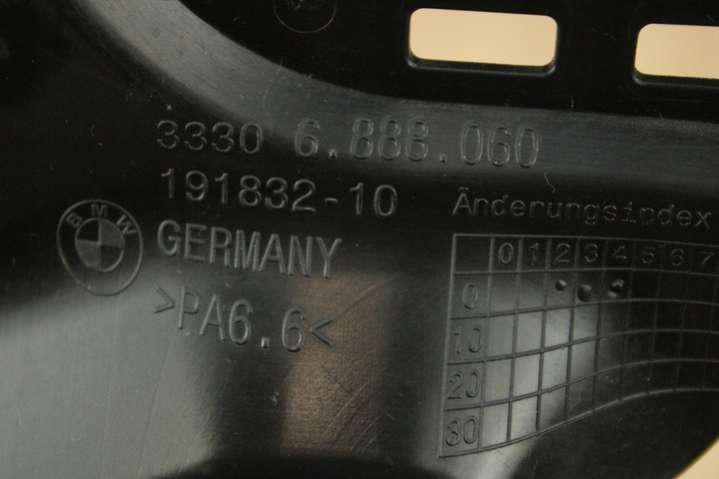 3330 6.888.060
191832-10
BMW
GERMANY
>PA6.6<
Änderungsindex
0 1 2 3 4 5 6 7
0
10
20
30